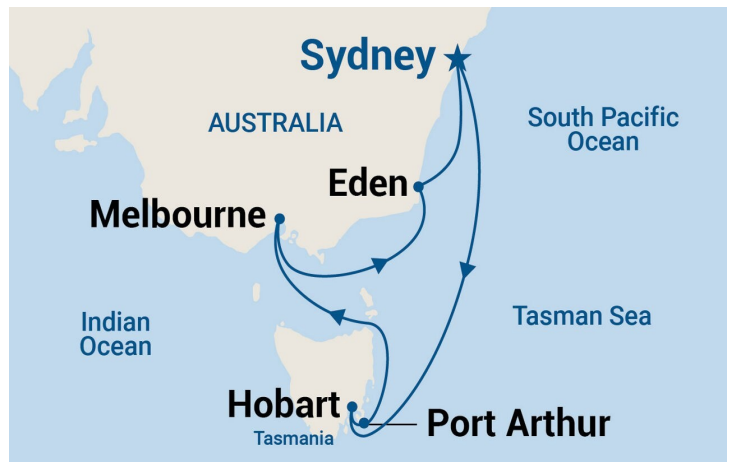 Sydney
AUSTRALIA
South Pacific
Ocean
Eden
Melbourne
Indian
Ocean
Tasman Sea
Hobart
Tasmania
Port Arthur